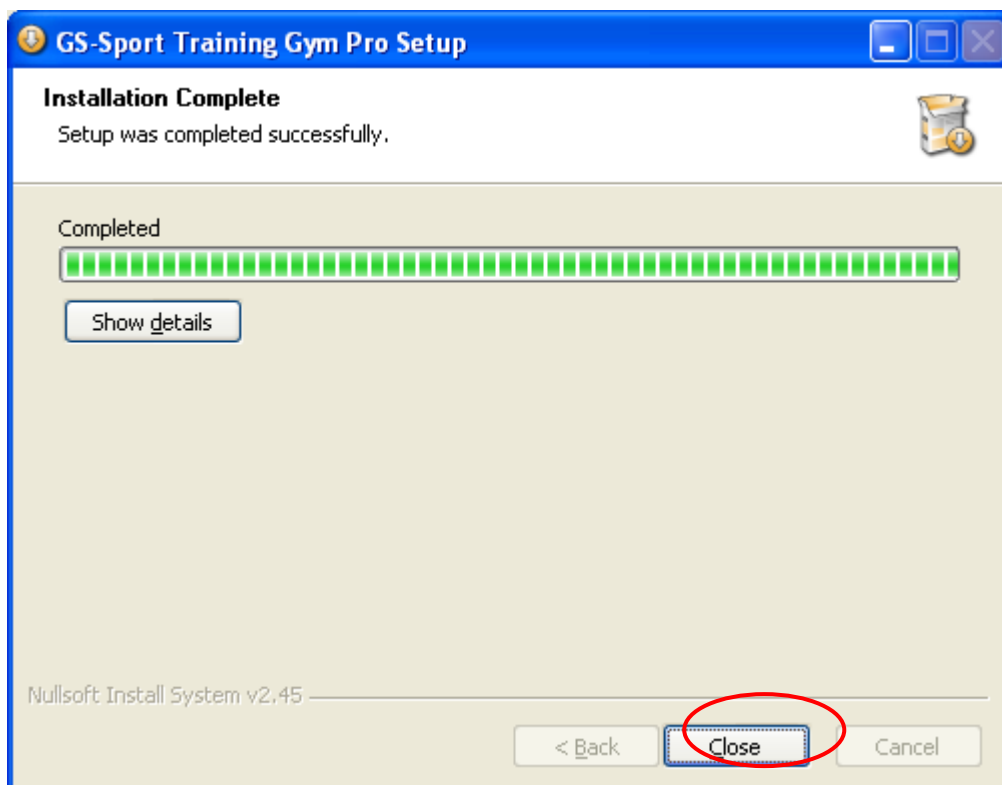 GS-Sport Training Gym Pro Setup
Installation Complete
Setup was completed successfully.
Completed
Show details
Nullsoft Install System v2.45
< Back Close Cancel